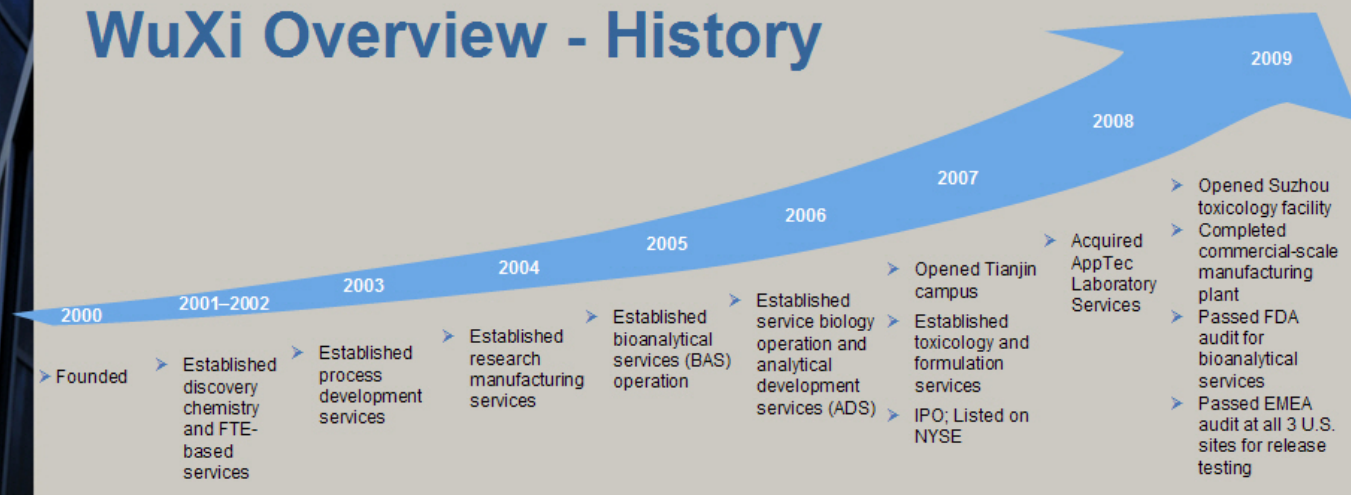 WuXi Overview - History
2000
➢ Founded
2001–2002
➢ Established
discovery
chemistry
and FTE-
based
services
2003
➢ Established
process
development
services
2004
➢ Established
research
manufacturing
services
2005
➢ Established
bioanalytical
services (BAS)
operation
2006
➢ Established
service biology
operation and
analytical
development
services (ADS)
2007
➢ Opened Tianjin
campus
➢ Established
toxicology and
formulation
services
➢ IPO; Listed on
NYSE
2008
➢ Acquired
AppTec
Laboratory
Services
2009
➢ Opened Suzhou
toxicology facility
➢ Completed
commercial-scale
manufacturing
plant
➢ Passed FDA
audit for
bioanalytical
services
➢ Passed EMEA
audit at all 3 U.S.
sites for release
testing